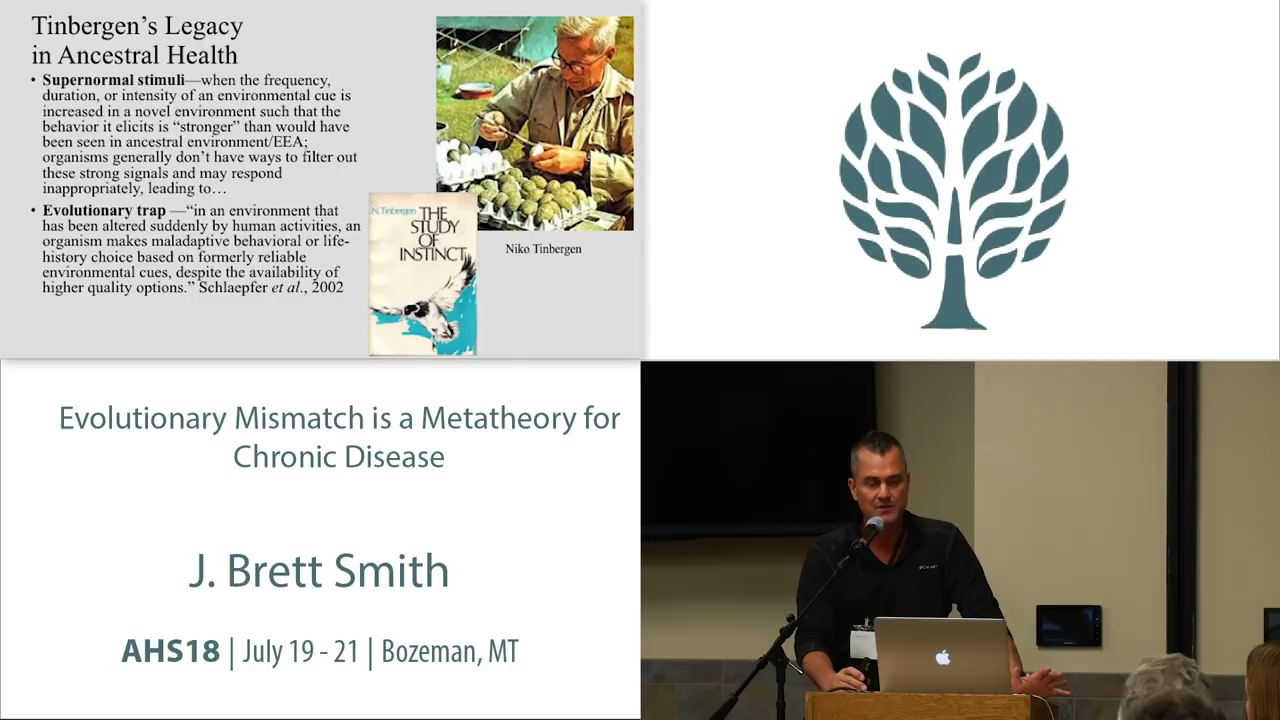 Tinbergen's Legacy
in Ancestral Health
• Supernormal stimuli—when the frequency,
duration, or intensity of an environmental cue is
increased in a novel environment such that the
behavior it elicits is “stronger” than would have
been seen in ancestral environment/EEA;
organisms generally don't have ways to filter out
these strong signals and may respond
inappropriately, leading to…
• Evolutionary trap —“in an environment that
has been altered suddenly by human activities, an
organism makes maladaptive behavioral or life-
history choice based on formerly reliable
environmental cues, despite the availability of
higher quality options.” Schlaepfer et al., 2002
N. Tinbergen
THE
STUDY
OF
INSTINCT
Niko Tinbergen
Evolutionary Mismatch is a Metatheory for
Chronic Disease
J. Brett Smith
AHS18 | July 19 - 21 | Bozeman, MT